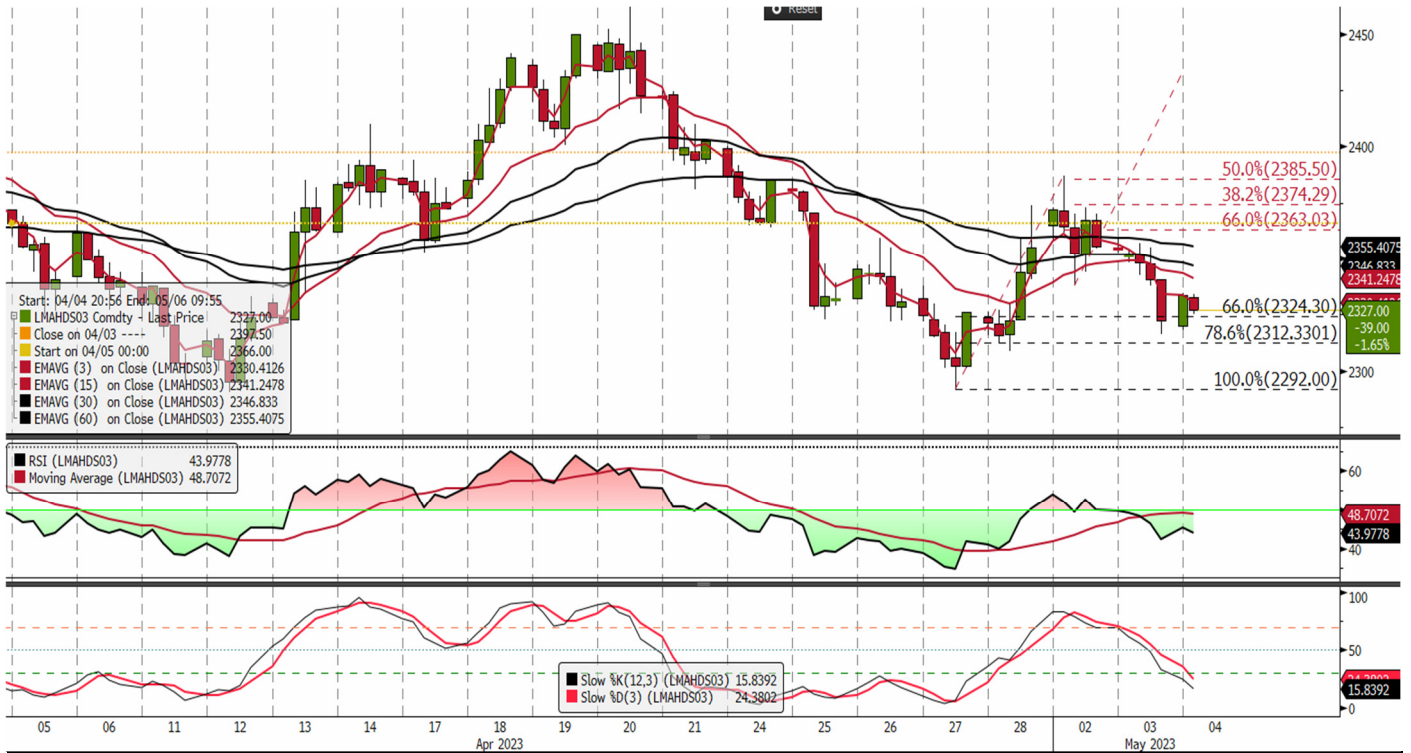 Reset
2450
2400
50.0%(2385.50)
38.2%(2374.29)
66.0%(2363.03)
2355.4075
2346.833
2341.2478
66.0%(2324.30)
2327.00
-39.00
-1.65%
78.6%(2312.3301)
2300
100.0%(2292.00)
Start: 04/04 20:56 End: 05/06 09:55
LMAHDS03 Comdty - Last Price 2327.00
Close on 04/03 ---- 2397.50
Start on 04/05 00:00 2366.00
EMAVG (3) on Close (LMAHDS03) 2330.4126
EMAVG (15) on Close (LMAHDS03) 2341.2478
EMAVG (30) on Close (LMAHDS03) 2346.833
EMAVG (60) on Close (LMAHDS03) 2355.4075
RSI (LMAHDS03) 43.9778
Moving Average (LMAHDS03) 48.7072
60
48.7072
43.9778
40
100
50
Slow %K(12,3) (LMAHDS03) 15.8392
Slow %D(3) (LMAHDS03) 24.3802
24.3802
15.8392
0
05 06 11 12 13 14 17 18 19 20 21 24 25 26 27 28 02 03 04
Apr 2023 May 2023